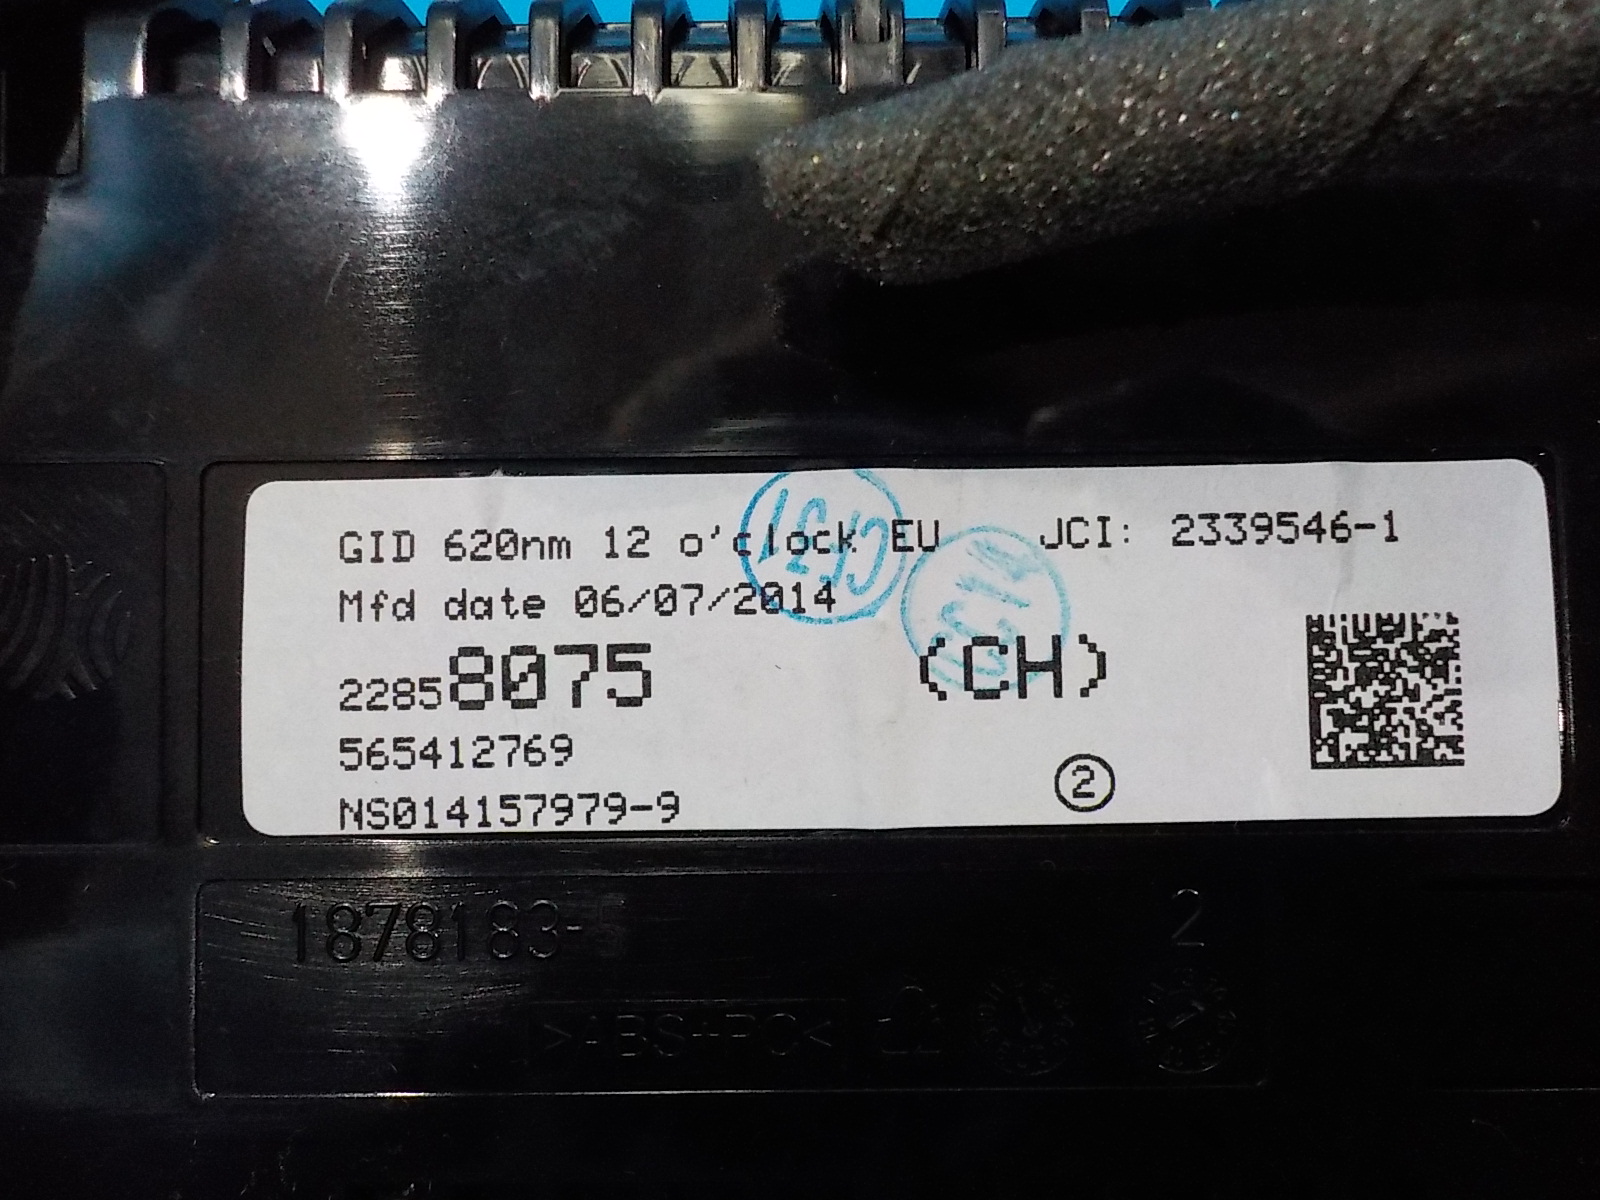 GID 620nm 12 o'clock EU JCI: 2339546-1
Mfd date 06/07/2014
22858075 (CH)
565412769
2
NS014157979-9
1878183-5 2
>ABS+PC<